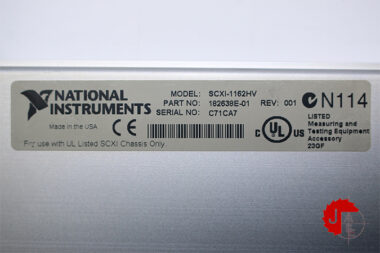 NATIONAL INSTRUMENTS
MODEL: SCXI-1162HV
PART NO: 182638E-01 REV: 001
SERIAL NO: C71CA7
N114
Made in the USA
CE
C UL US
LISTED
Measuring and
Testing Equipment
Accessory
23GF
For use with UL Listed SCXI Chassis Only